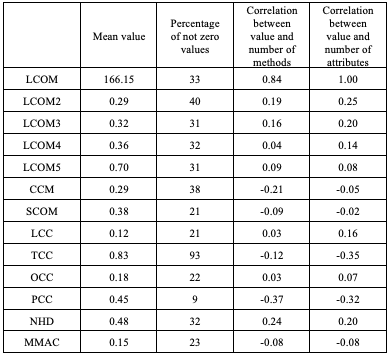 Mean value | Percentage of not zero values | Correlation between value and number of methods | Correlation between value and number of attributes
LCOM | 166.15 | 33 | 0.84 | 1.00
LCOM2 | 0.29 | 40 | 0.19 | 0.25
LCOM3 | 0.32 | 31 | 0.16 | 0.20
LCOM4 | 0.36 | 32 | 0.04 | 0.14
LCOM5 | 0.70 | 31 | 0.09 | 0.08
CCM | 0.29 | 38 | -0.21 | -0.05
SCOM | 0.38 | 21 | -0.09 | -0.02
LCC | 0.12 | 21 | 0.03 | 0.16
TCC | 0.83 | 93 | -0.12 | -0.35
OCC | 0.18 | 22 | 0.03 | 0.07
PCC | 0.45 | 9 | -0.37 | -0.32
NHD | 0.48 | 32 | 0.24 | 0.20
MMAC | 0.15 | 23 | -0.08 | -0.08